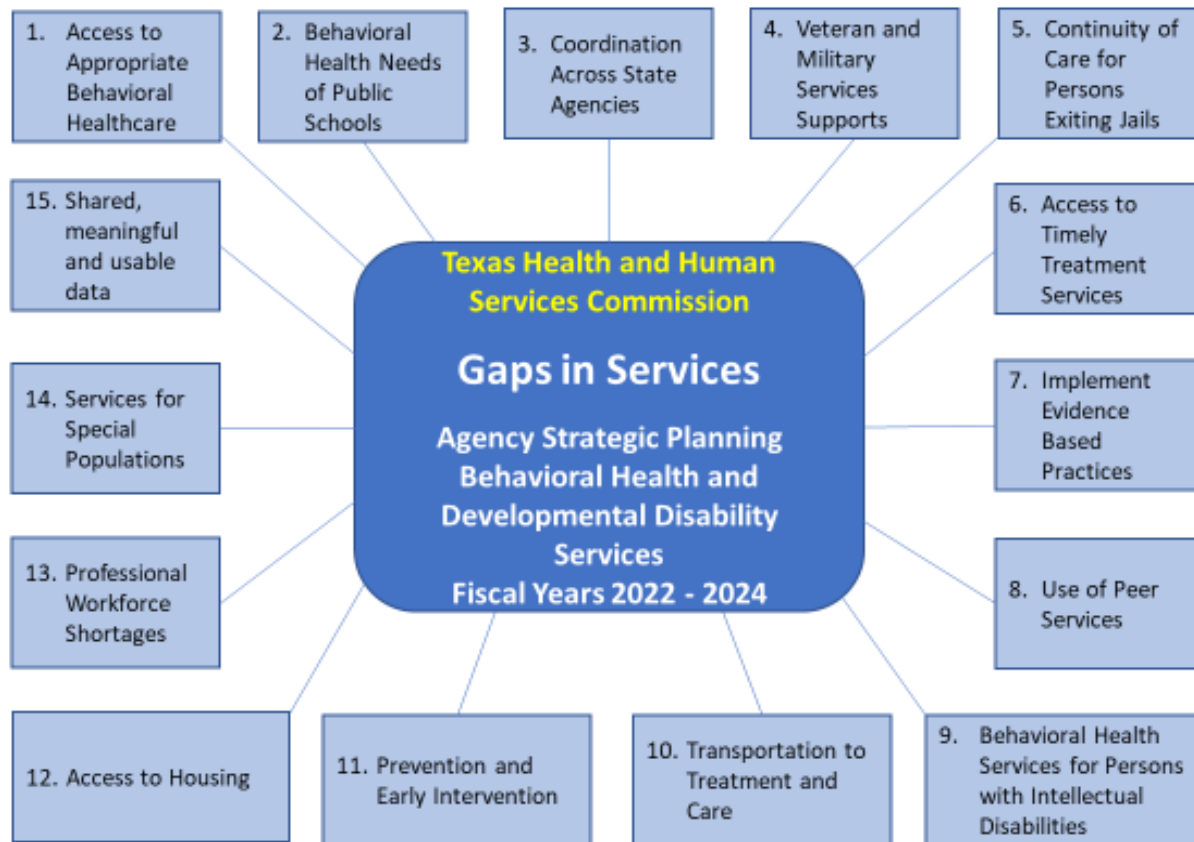 1. Access to
Appropriate
Behavioral
Healthcare
2. Behavioral
Health Needs
of Public
Schools
3. Coordination
Across State
Agencies
4. Veteran and
Military
Services
Supports
5. Continuity of
Care for
Persons
Exiting Jails
15. Shared,
meaningful
and usable
data
6. Access to
Timely
Treatment
Services
Texas Health and Human
Services Commission
Gaps in Services
Agency Strategic Planning
Behavioral Health and
Developmental Disability
Services
Fiscal Years 2022 - 2024
14. Services for
Special
Populations
7. Implement
Evidence
Based
Practices
13. Professional
Workforce
Shortages
8. Use of Peer
Services
12. Access to Housing
11. Prevention and
Early Intervention
10. Transportation to
Treatment and
Care
9. Behavioral Health
Services for Persons
with Intellectual
Disabilities